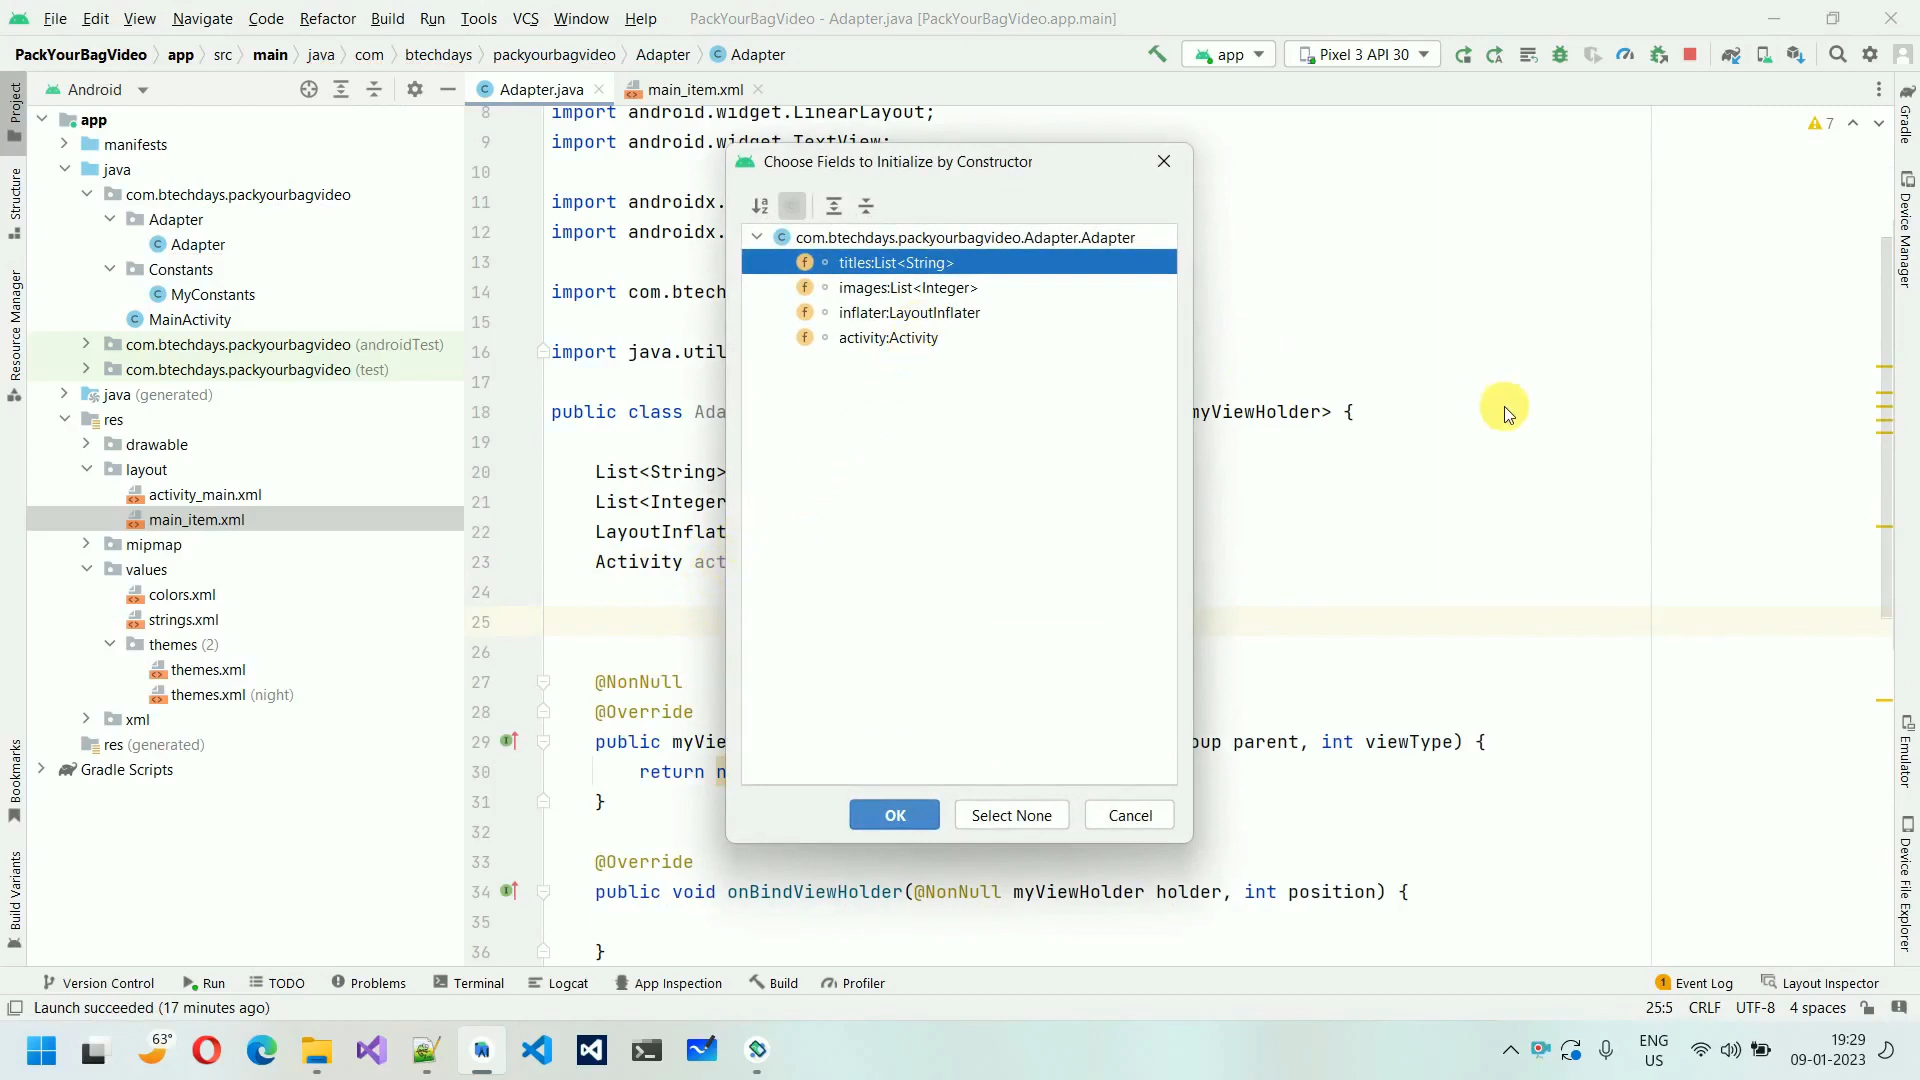 File Edit View Navigate Code Refactor Build Run Tools VCS Window Help PackYourBagVideo - Adapter.java [PackYourBagVideo.app.main]
PackYourBagVideo app src main java com btechdays packyourbagvideo Adapter Adapter app Pixel 3 API 30
Android
Adapter.java
main_item.xml
Project
Structure
Resource Manager
Bookmarks
Build Variants
app
manifests
java
com.btechdays.packyourbagvideo
Adapter
Adapter
Constants
MyConstants
MainActivity
com.btechdays.packyourbagvideo (androidTest)
com.btechdays.packyourbagvideo (test)
java (generated)
res
drawable
layout
activity_main.xml
main_item.xml
mipmap
values
colors.xml
strings.xml
themes (2)
themes.xml
themes.xml (night)
xml
res (generated)
Gradle Scripts
8 import android.widget.LinearLayout;
9 import android.widget.TextView;
10
11 import androidx.
12 import androidx.
13
14 import com.btech
15
16 import java.util
17
18 public class Ada myViewHolder> {
19
20 List<String>
21 List<Integer
22 LayoutInflat
23 Activity act
24
25
26
27 @NonNull
28 @Override
29 public myVie oup parent, int viewType) {
30 return n
31 }
32
33 @Override
34 public void onBindViewHolder(@NonNull myViewHolder holder, int position) {
35
36 }
7
Choose Fields to Initialize by Constructor
com.btechdays.packyourbagvideo.Adapter.Adapter
titles:List<String>
images:List<Integer>
inflater:LayoutInflater
activity:Activity
OK Select None Cancel
Gradle
Device Manager
Emulator
Device File Explorer
Version Control Run TODO Problems Terminal Logcat App Inspection Build Profiler 1 Event Log Layout Inspector
Launch succeeded (17 minutes ago) 25:5 CRLF UTF-8 4 spaces
63°
ENG
US
19:29
09-01-2023